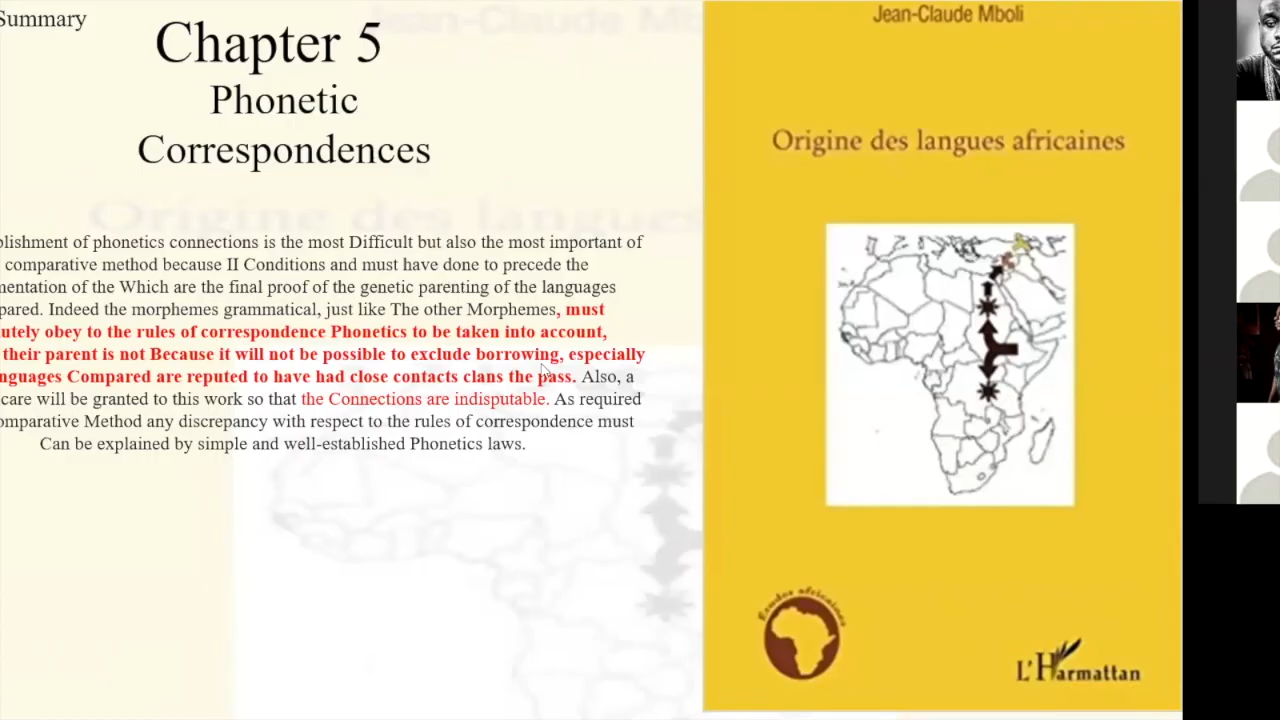 Summary
Chapter 5
Phonetic
Correspondences
of phonetics connections is the most Difficult but also the most important of
comparative method because II Conditions and must have done to precede the
of the Which are the final proof of the genetic parenting of the languages
Indeed the morphemes grammatical, just like The other Morphemes, must
obey to the rules of correspondence Phonetics to be taken into account,
their parent is not Because it will not be possible to exclude borrowing, especially
Compared are reputed to have had close contacts clans the pass. Also, a
care will be granted to this work so that the Connections are indisputable. As required
Method any discrepancy with respect to the rules of correspondence must
Can be explained by simple and well-established Phonetics laws.
Jean-Claude Mboli
Origine des langues africaines
Etudes africaines
L'Harmattan
Jean-Claude
Origine des langues